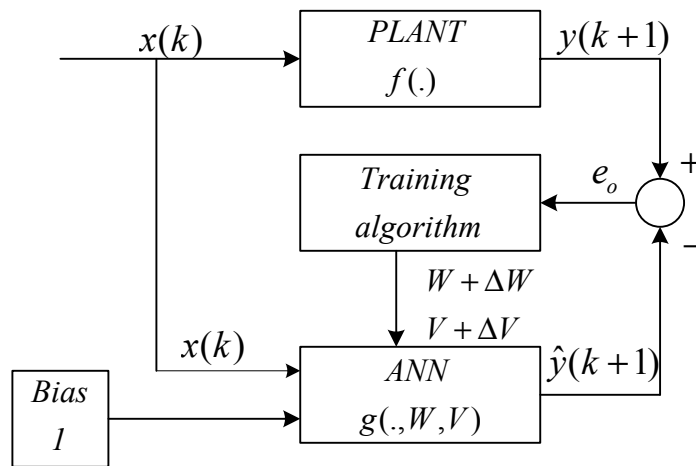 x(k)
PLANT
f(.)
y(k+1)
+
Training
algorithm
e_o
−
W + ΔW
V + ΔV
x(k)
ANN
g(.,W,V)
ŷ(k+1)
Bias
1